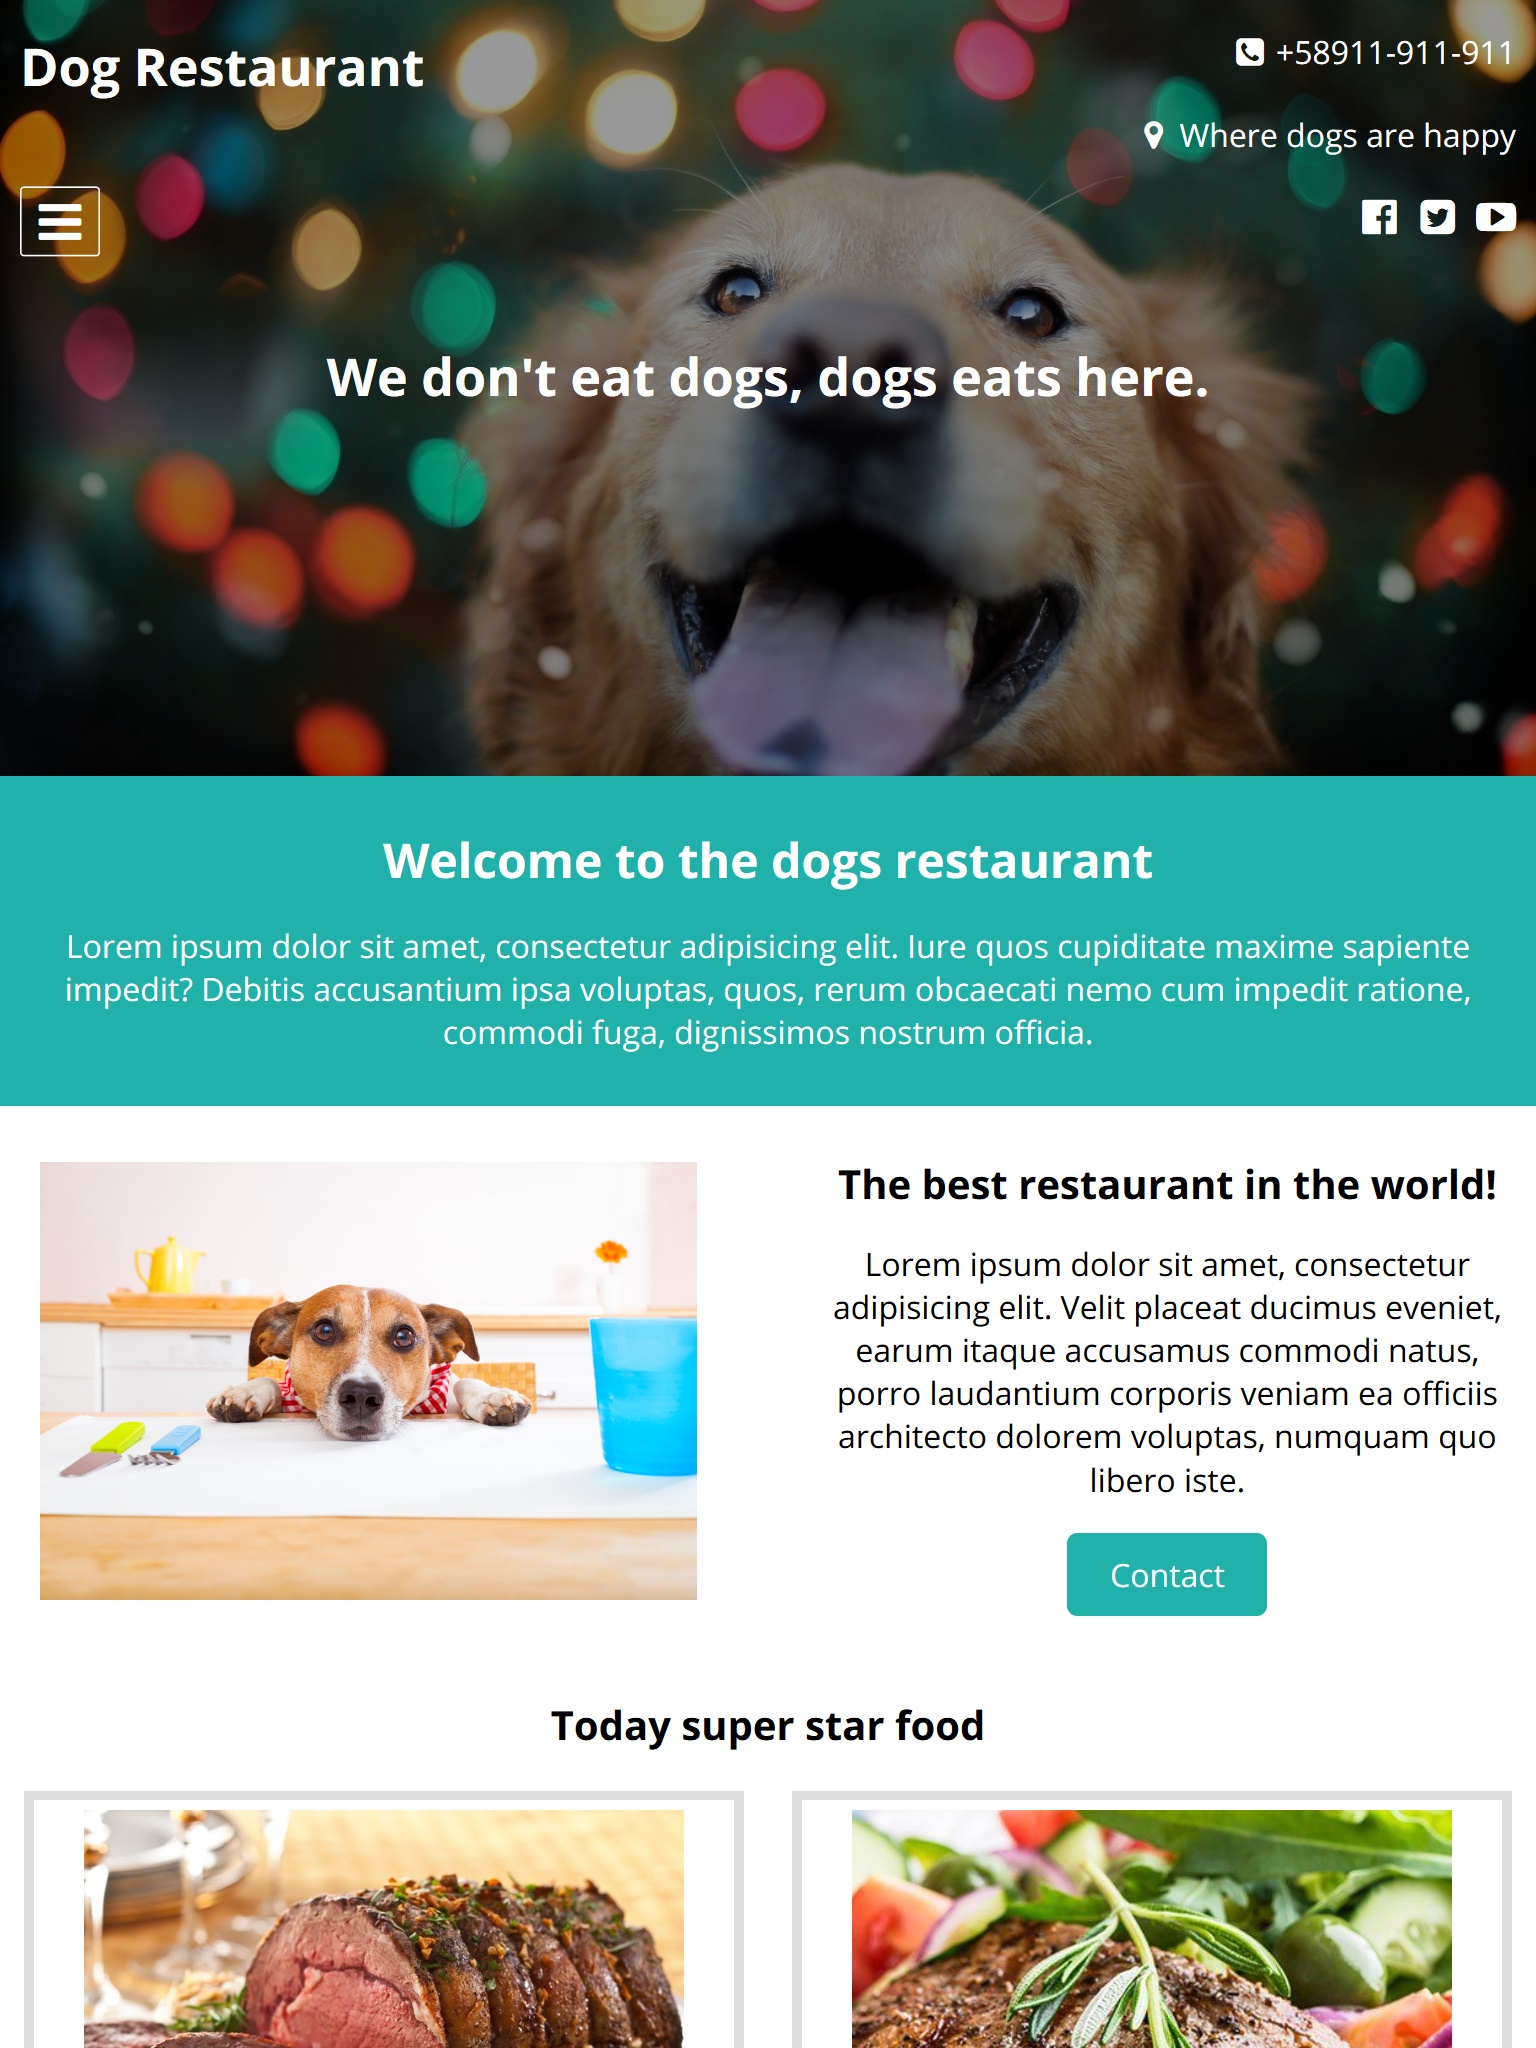 Dog Restaurant
+58911-911-911
Where dogs are happy
We don't eat dogs, dogs eats here.
Welcome to the dogs restaurant
Lorem ipsum dolor sit amet, consectetur adipisicing elit. Iure quos cupiditate maxime sapiente
impedit? Debitis accusantium ipsa voluptas, quos, rerum obcaecati nemo cum impedit ratione,
commodi fuga, dignissimos nostrum officia.
The best restaurant in the world!
Lorem ipsum dolor sit amet, consectetur
adipisicing elit. Velit placeat ducimus eveniet,
earum itaque accusamus commodi natus,
porro laudantium corporis veniam ea officiis
architecto dolorem voluptas, numquam quo
libero iste.
Contact
Today super star food